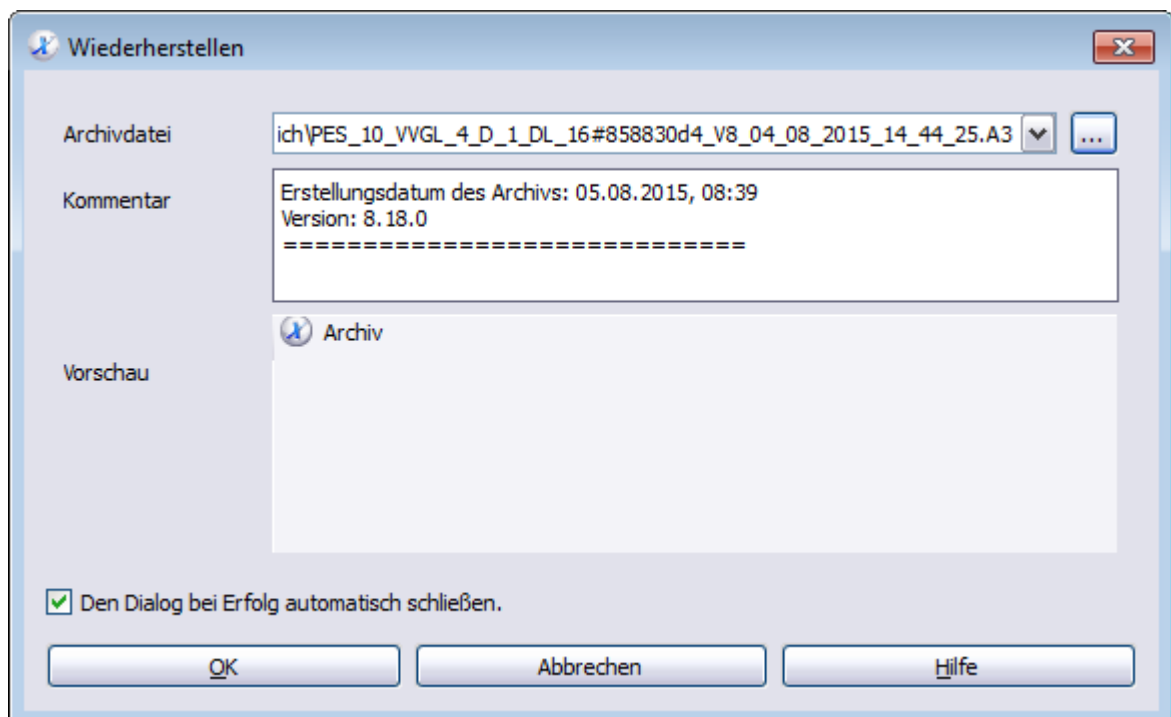 Wiederherstellen
Archivdatei
ich\PES_10_VVGL_4_D_1_DL_16#858830d4_V8_04_08_2015_14_44_25.A3
...
Kommentar
Erstellungsdatum des Archivs: 05.08.2015, 08:39
Version: 8.18.0
=============================
Vorschau
Archiv
Den Dialog bei Erfolg automatisch schließen.
OK
Abbrechen
Hilfe